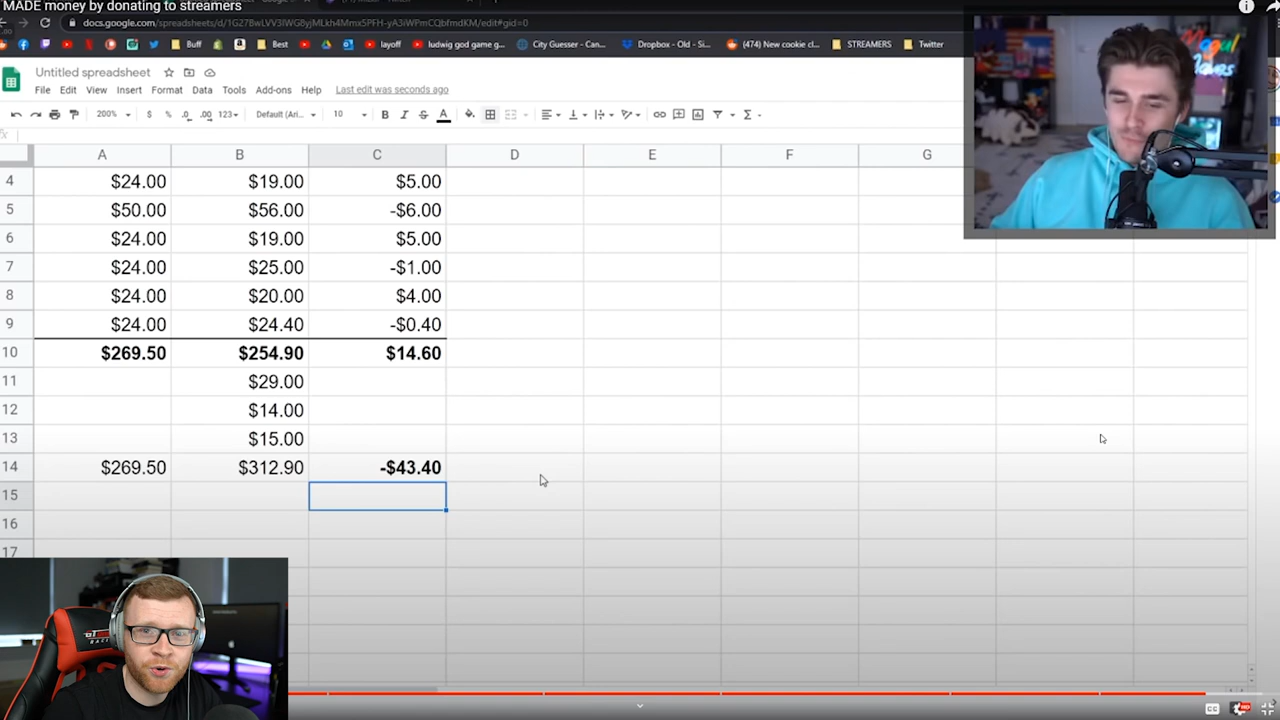 MADE money by donating to streamers
docs.google.com/spreadsheets/d/1G27BwLVV3lWGByjMLkh4Mmx5PFH-yA3iWPmCQbfmdKM/edit#gid=0
Buff Best layoff ludwig god game g... City Guesser - Can... Dropbox - Old - Si... (474) New cookie cl... STREAMERS Twitter
Untitled spreadsheet
File Edit View Insert Format Data Tools Add-ons Help Last edit was seconds ago
200% $ % .0 .00 123 Default (Ari... 10 B I S A
A B C D E F G
4 $24.00 $19.00 $5.00
5 $50.00 $56.00 -$6.00
6 $24.00 $19.00 $5.00
7 $24.00 $25.00 -$1.00
8 $24.00 $20.00 $4.00
9 $24.00 $24.40 -$0.40
10 $269.50 $254.90 $14.60
11 $29.00
12 $14.00
13 $15.00
14 $269.50 $312.90 -$43.40
15
16
17
Mogul
Moves